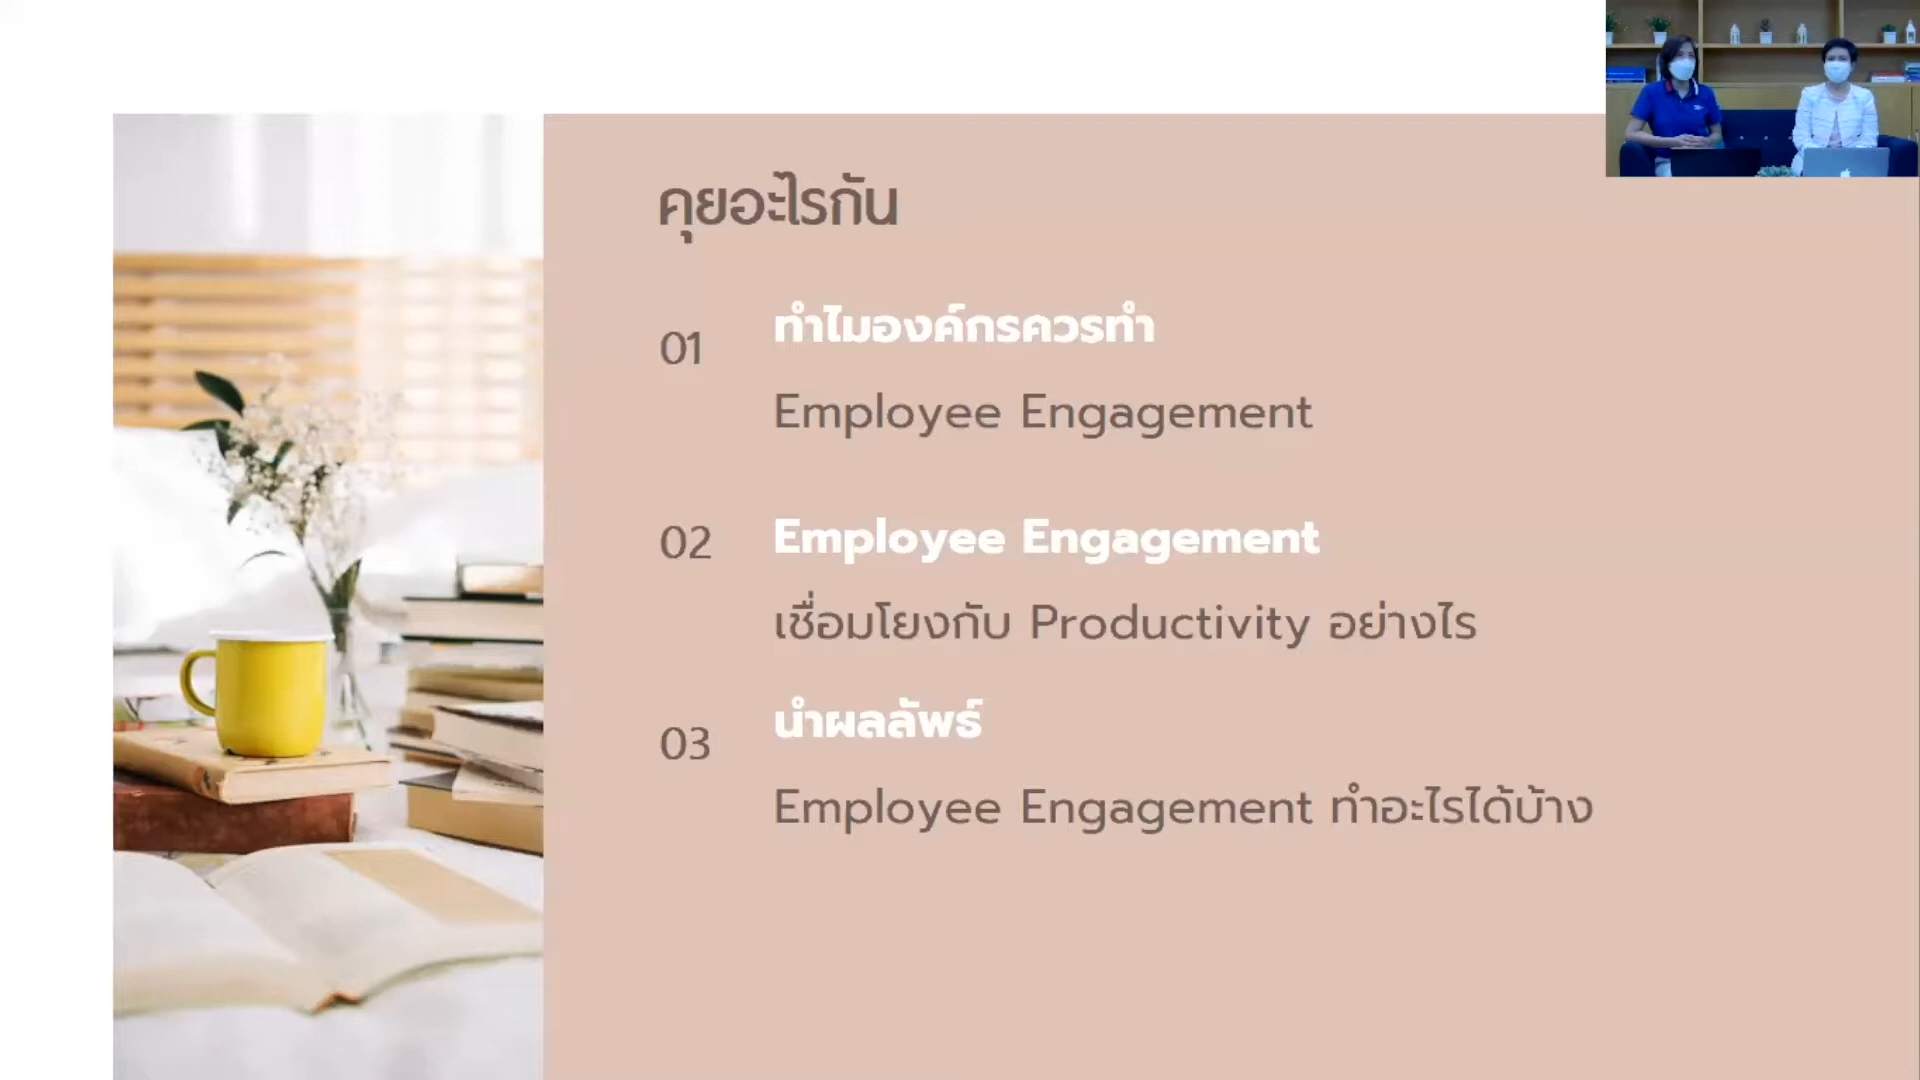 คุยอะไรกัน
01
ทำไมองค์กรควรทำ
Employee Engagement
02
Employee Engagement
เชื่อมโยงกับ Productivity อย่างไร
03
นำผลลัพธ์
Employee Engagement ทำอะไรได้บ้าง